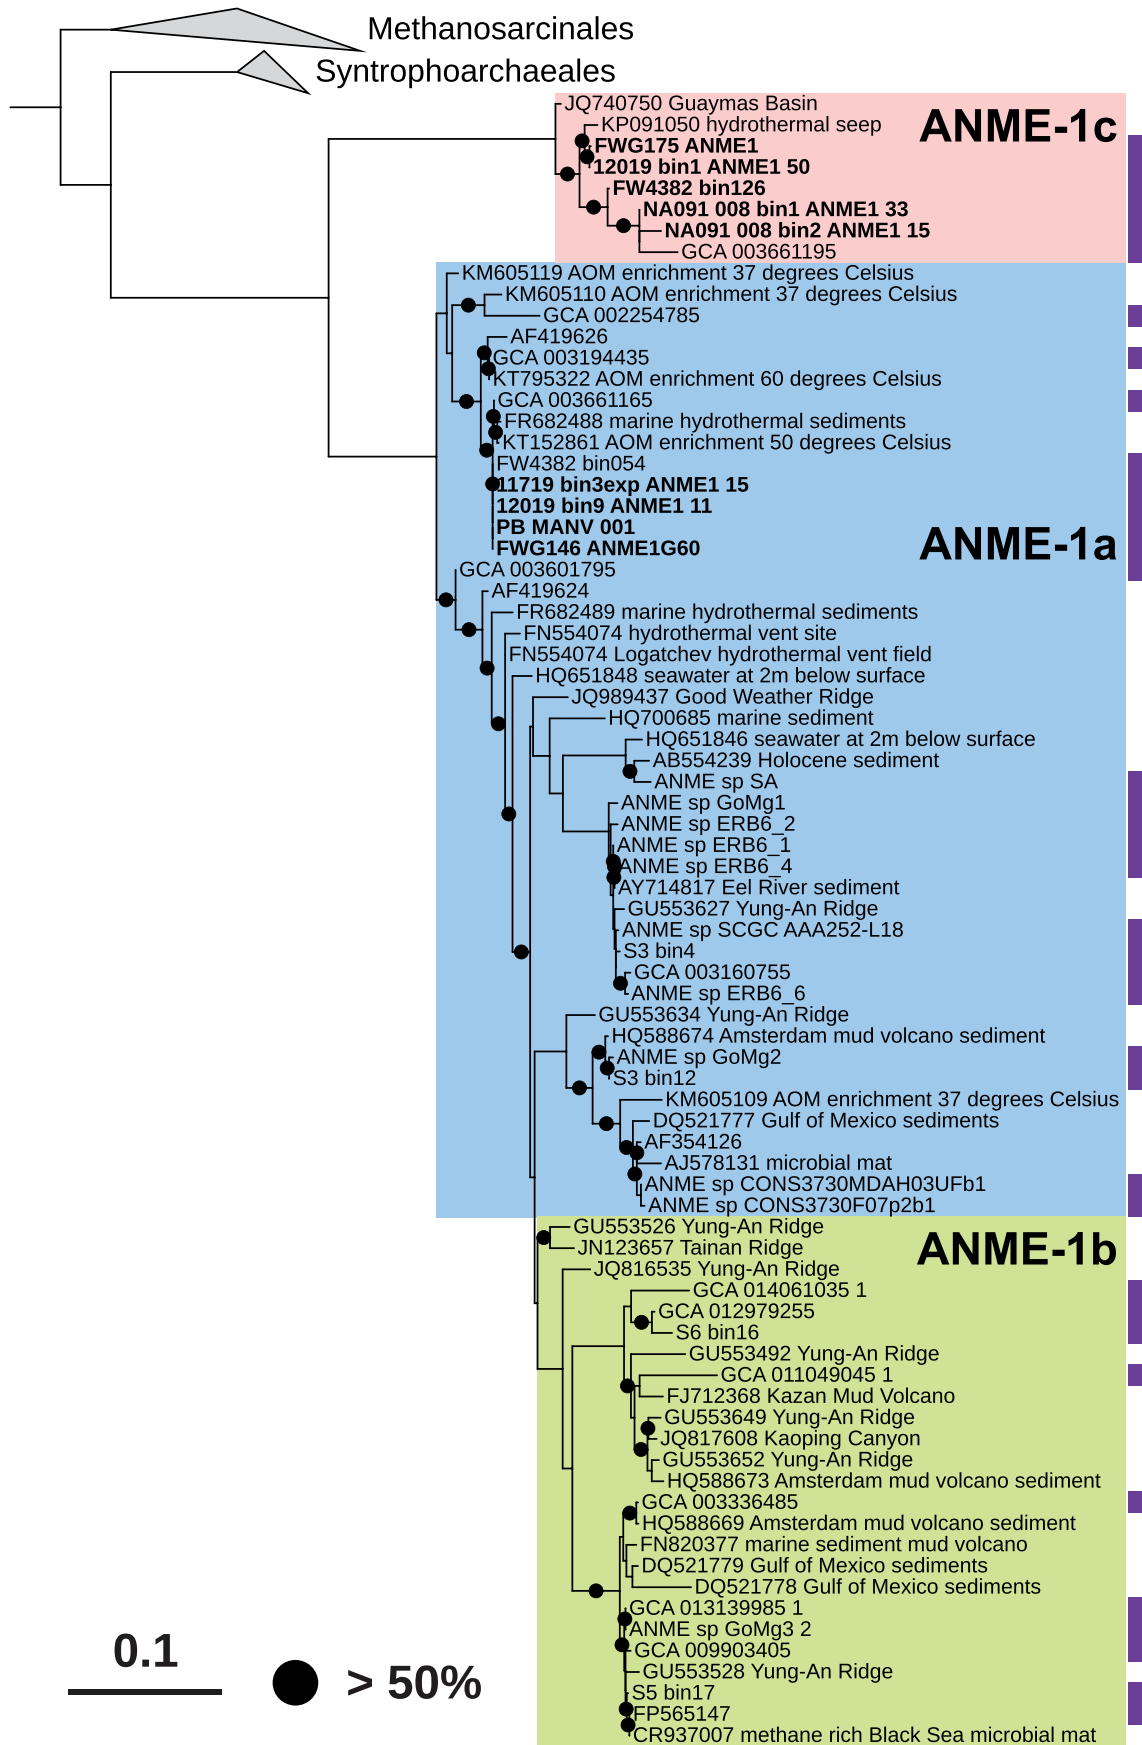 Methanosarcinales
Syntrophoarchaeales
ANME-1c
JQ740750 Guaymas Basin
KP091050 hydrothermal seep
FWG175 ANME1
12019 bin1 ANME1 50
FW4382 bin126
NA091 008 bin1 ANME1 33
NA091 008 bin2 ANME1 15
GCA 003661195
KM605119 AOM enrichment 37 degrees Celsius
KM605110 AOM enrichment 37 degrees Celsius
GCA 002254785
AF419626
GCA 003194435
KT795322 AOM enrichment 60 degrees Celsius
GCA 003661165
FR682488 marine hydrothermal sediments
KT152861 AOM enrichment 50 degrees Celsius
FW4382 bin054
11719 bin3exp ANME1 15
12019 bin9 ANME1 11
PB MANV 001
ANME-1a
FWG146 ANME1G60
GCA 003601795
AF419624
FR682489 marine hydrothermal sediments
FN554074 hydrothermal vent site
FN554074 Logatchev hydrothermal vent field
HQ651848 seawater at 2m below surface
JQ989437 Good Weather Ridge
HQ700685 marine sediment
HQ651846 seawater at 2m below surface
AB554239 Holocene sediment
ANME sp SA
ANME sp GoMg1
ANME sp ERB6_2
ANME sp ERB6_1
ANME sp ERB6_4
AY714817 Eel River sediment
GU553627 Yung-An Ridge
ANME sp SCGC AAA252-L18
S3 bin4
GCA 003160755
ANME sp ERB6_6
GU553634 Yung-An Ridge
HQ588674 Amsterdam mud volcano sediment
ANME sp GoMg2
S3 bin12
KM605109 AOM enrichment 37 degrees Celsius
DQ521777 Gulf of Mexico sediments
AF354126
AJ578131 microbial mat
ANME sp CONS3730MDAH03UFb1
ANME sp CONS3730F07p2b1
GU553526 Yung-An Ridge
ANME-1b
JN123657 Tainan Ridge
JQ816535 Yung-An Ridge
GCA 014061035 1
GCA 012979255
S6 bin16
GU553492 Yung-An Ridge
GCA 011049045 1
FJ712368 Kazan Mud Volcano
GU553649 Yung-An Ridge
JQ817608 Kaoping Canyon
GU553652 Yung-An Ridge
HQ588673 Amsterdam mud volcano sediment
GCA 003336485
HQ588669 Amsterdam mud volcano sediment
FN820377 marine sediment mud volcano
DQ521779 Gulf of Mexico sediments
DQ521778 Gulf of Mexico sediments
GCA 013139985 1
ANME sp GoMg3 2
GCA 009903405
GU553528 Yung-An Ridge
S5 bin17
FP565147
CR937007 methane rich Black Sea microbial mat
0.1
> 50%